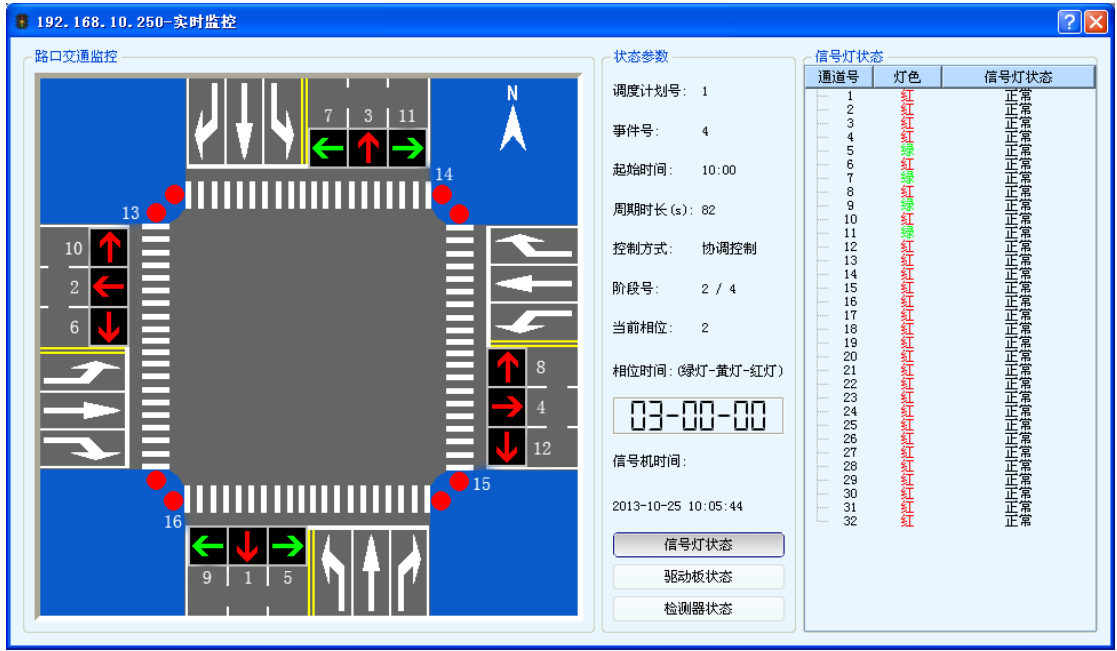 192.168.10.250-实时监控
路口交通监控
N
7 3 11
14
13
10
2
6
8
4
12
15
16
9 1 5
状态参数
调度计划号: 1
事件号: 4
起始时间: 10:00
周期时长(s): 82
控制方式: 协调控制
阶段号: 2 / 4
当前相位: 2
相位时间:(绿灯-黄灯-红灯)
03-00-00
信号机时间:
2013-10-25 10:05:44
信号灯状态
驱动板状态
检测器状态
信号灯状态
通道号 灯色 信号灯状态
1 红 正常
2 红 正常
3 红 正常
4 红 正常
5 绿 正常
6 红 正常
7 绿 正常
8 红 正常
9 绿 正常
10 红 正常
11 绿 正常
12 红 正常
13 红 正常
14 红 正常
15 红 正常
16 红 正常
17 红 正常
18 红 正常
19 红 正常
20 红 正常
21 红 正常
22 红 正常
23 红 正常
24 红 正常
25 红 正常
26 红 正常
27 红 正常
28 红 正常
29 红 正常
30 红 正常
31 红 正常
32 红 正常